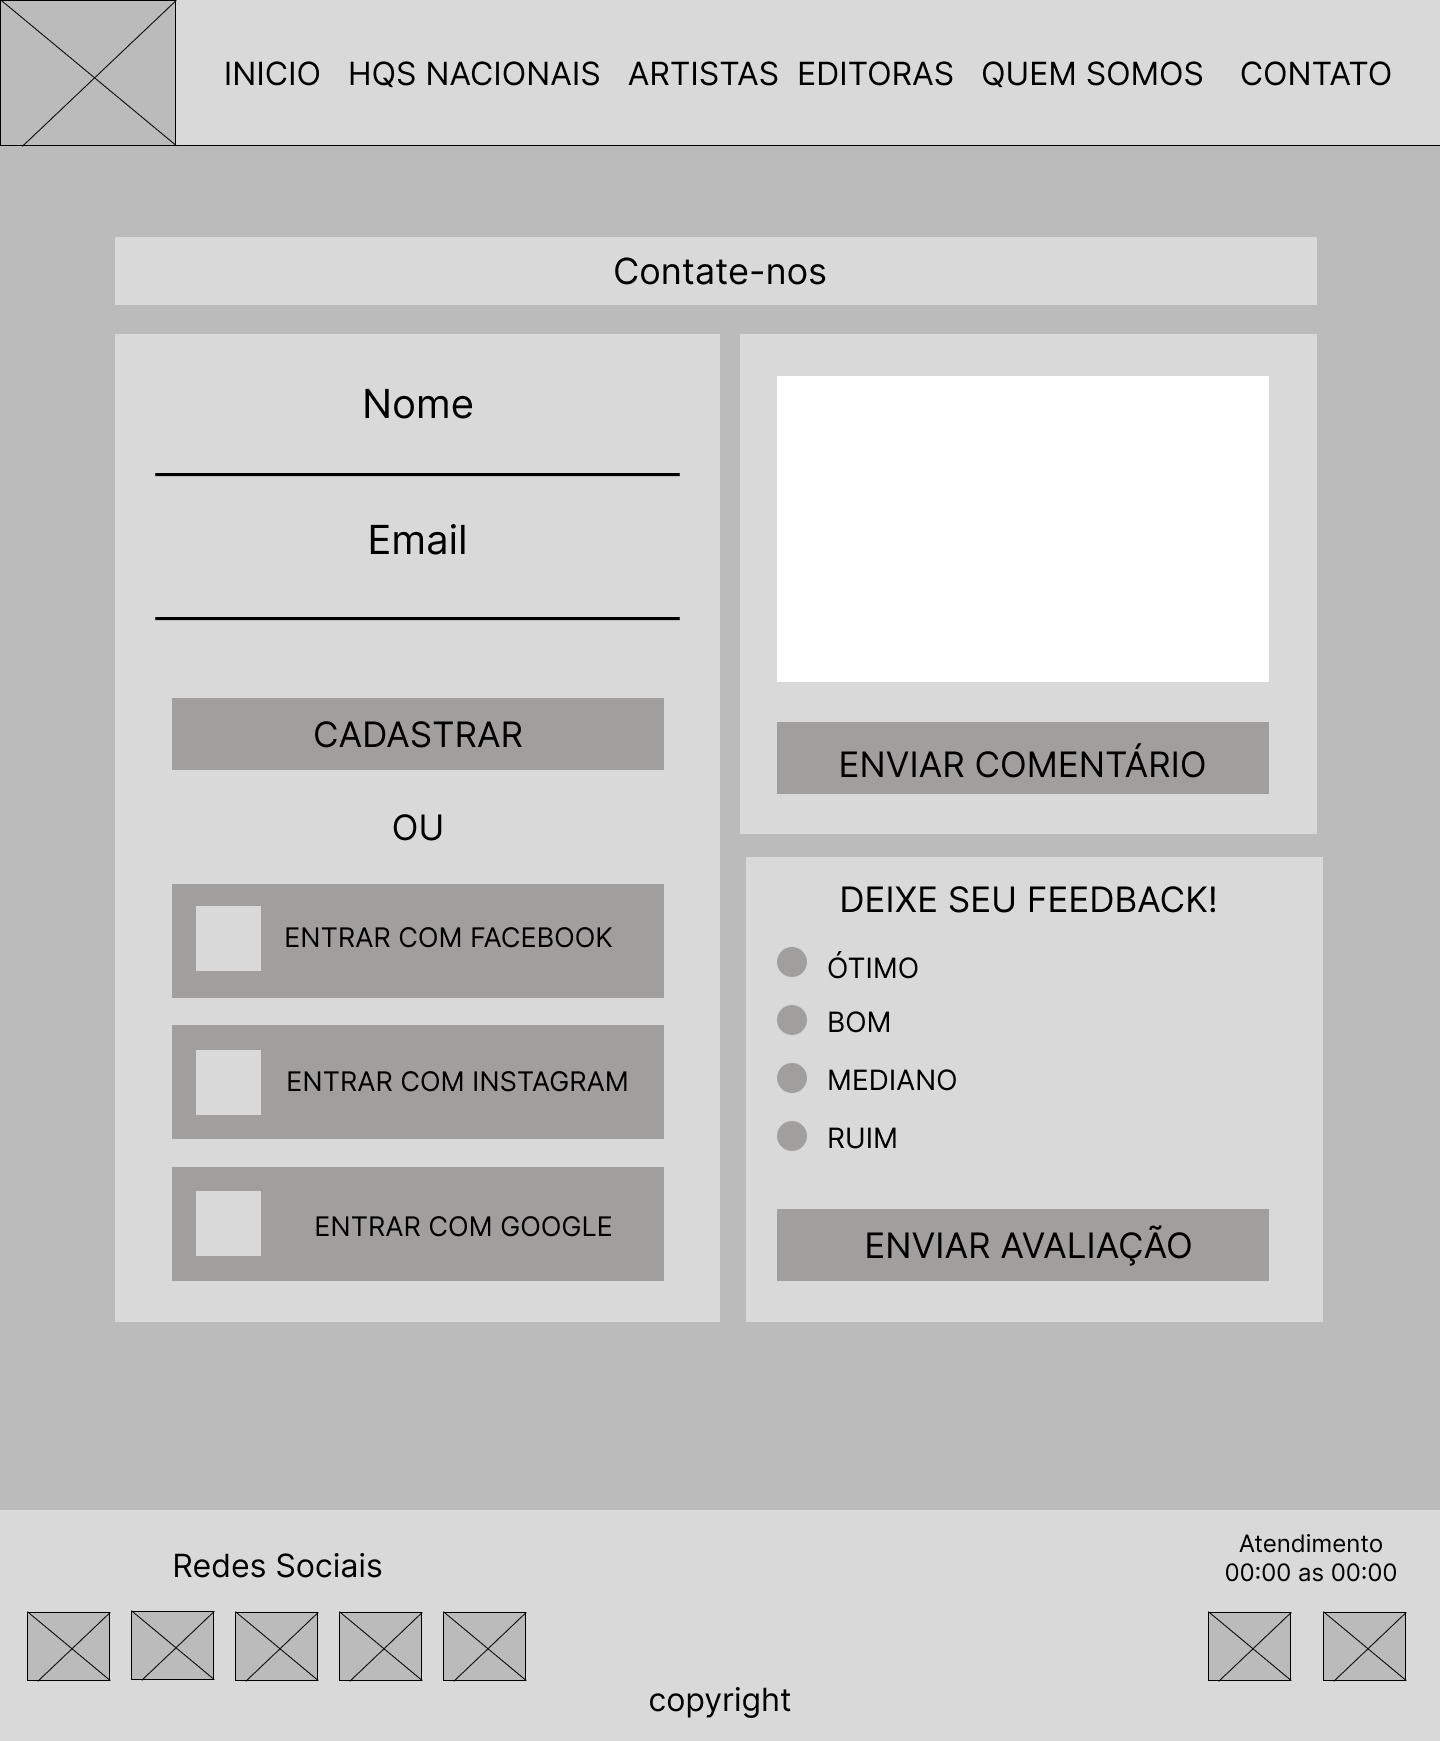 INICIO HQS NACIONAIS ARTISTAS EDITORAS QUEM SOMOS CONTATO
Contate-nos
Nome
Email
CADASTRAR
OU
ENTRAR COM FACEBOOK
ENTRAR COM INSTAGRAM
ENTRAR COM GOOGLE
ENVIAR COMENTÁRIO
DEIXE SEU FEEDBACK!
ÓTIMO
BOM
MEDIANO
RUIM
ENVIAR AVALIAÇÃO
Redes Sociais
Atendimento
00:00 as 00:00
copyright